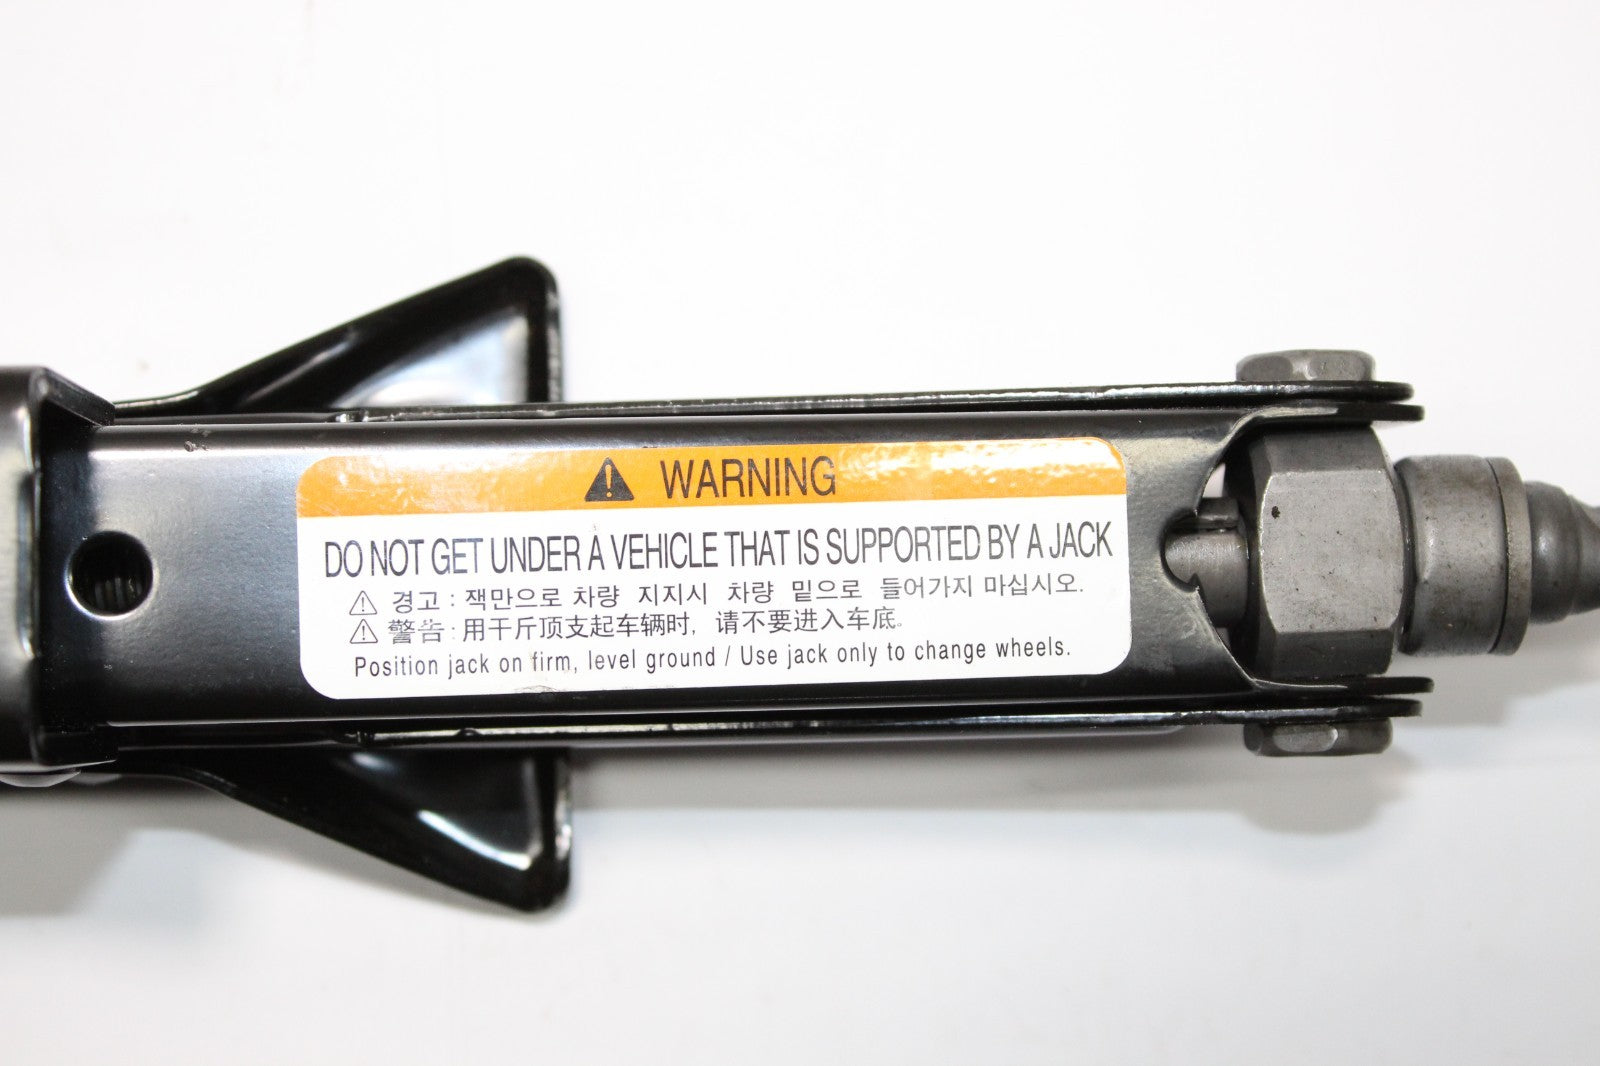 WARNING
DO NOT GET UNDER A VEHICLE THAT IS SUPPORTED BY A JACK
경고 : 잭만으로 차량 지지시 차량 밑으로 들어가지 마십시오.
警告 : 用干斤顶支起车辆时, 请不要进入车底。
Position jack on firm, level ground / Use jack only to change wheels.